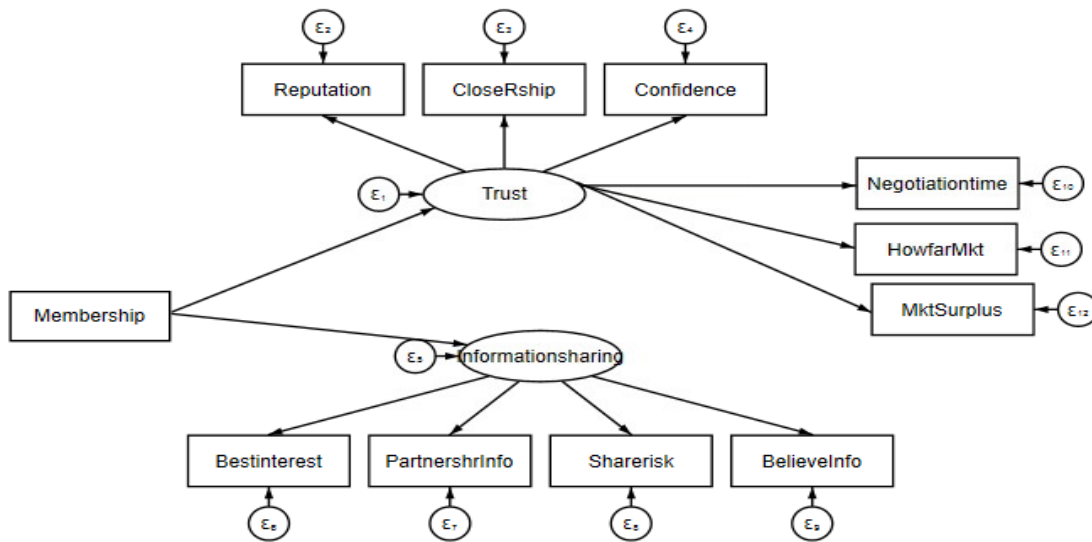 ε₂ ε₃ ε₄
Reputation CloseRship Confidence
ε₁ Trust
Negotiationtime ε₁₀
HowfarMkt ε₁₁
Membership
MktSurplus ε₁₂
ε₅ Informationsharing
Bestinterest PartnershrInfo Sharerisk BelieveInfo
ε₆ ε₇ ε₈ ε₉